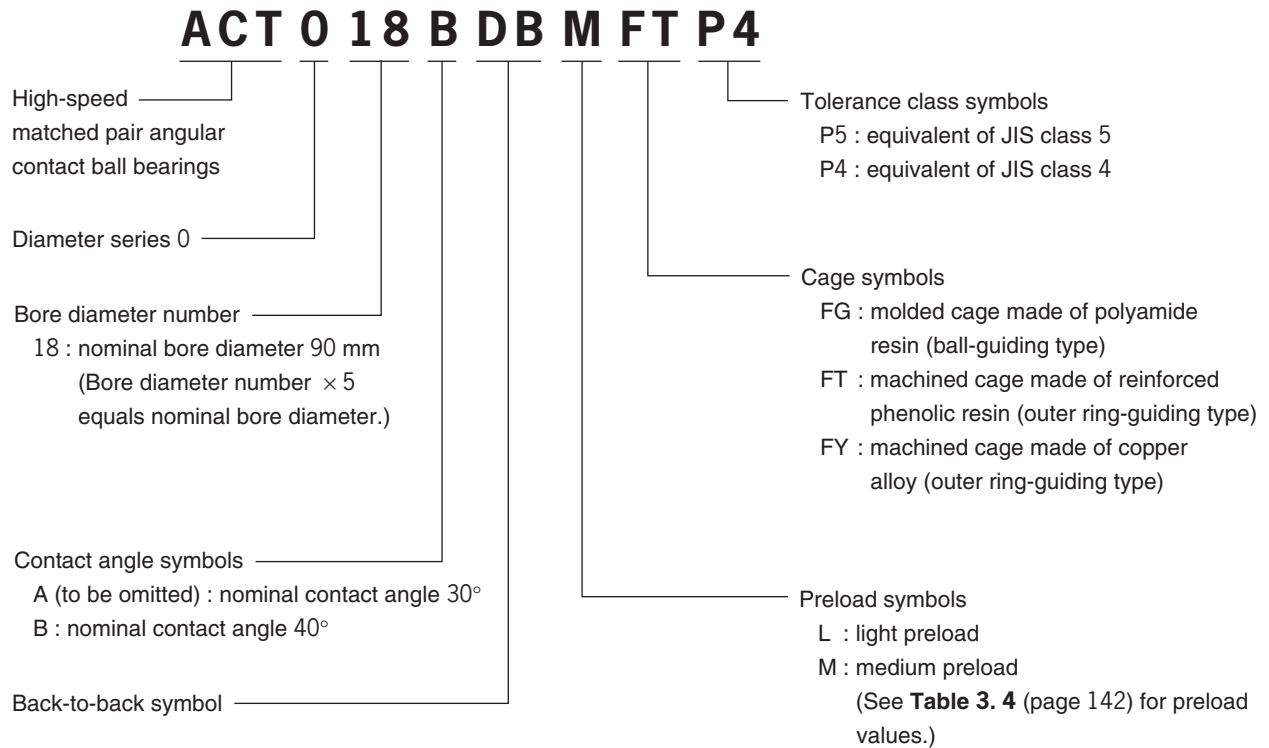 ACT 0 18 B DB M FT P4
High-speed
matched pair angular
contact ball bearings
Diameter series 0
Bore diameter number
18 : nominal bore diameter 90 mm
(Bore diameter number × 5
equals nominal bore diameter.)
Contact angle symbols
A (to be omitted) : nominal contact angle 30°
B : nominal contact angle 40°
Back-to-back symbol
Tolerance class symbols
P5 : equivalent of JIS class 5
P4 : equivalent of JIS class 4
Cage symbols
FG : molded cage made of polyamide
resin (ball-guiding type)
FT : machined cage made of reinforced
phenolic resin (outer ring-guiding type)
FY : machined cage made of copper
alloy (outer ring-guiding type)
Preload symbols
L : light preload
M : medium preload
(See Table 3. 4 (page 142) for preload
values.)